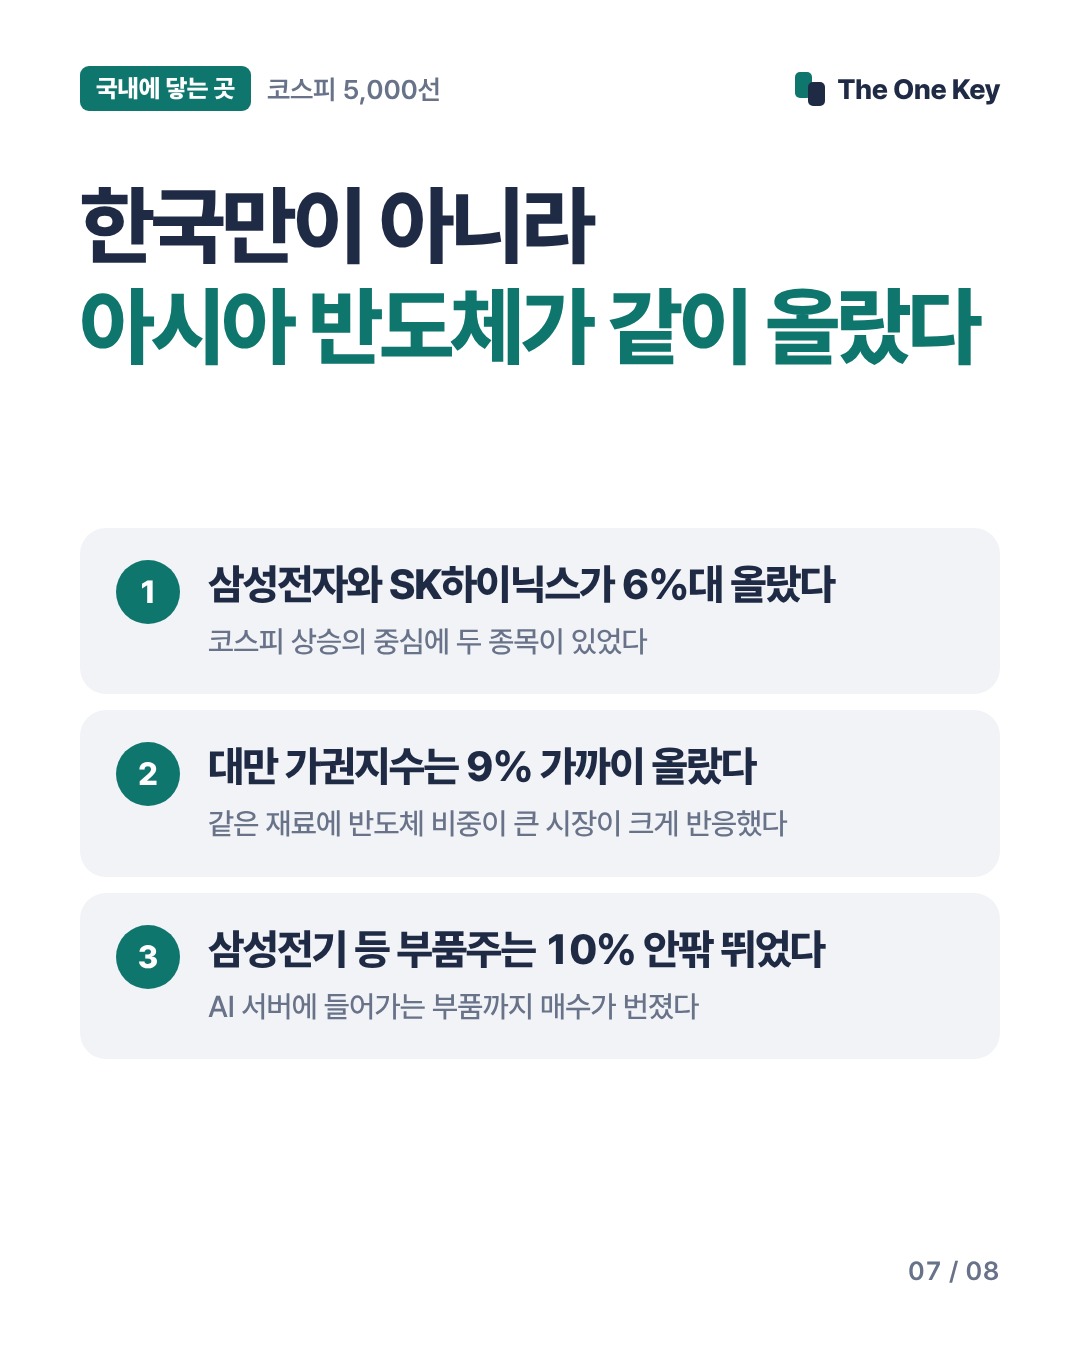 국내에 닿는 곳 코스피 5,000선 The One Key
한국만이 아니라
아시아 반도체가 같이 올랐다
1 삼성전자와 SK하이닉스가 6%대 올랐다
코스피 상승의 중심에 두 종목이 있었다
2 대만 가권지수는 9% 가까이 올랐다
같은 재료에 반도체 비중이 큰 시장이 크게 반응했다
3 삼성전기 등 부품주는 10% 안팎 뛰었다
AI 서버에 들어가는 부품까지 매수가 번졌다
07 / 08